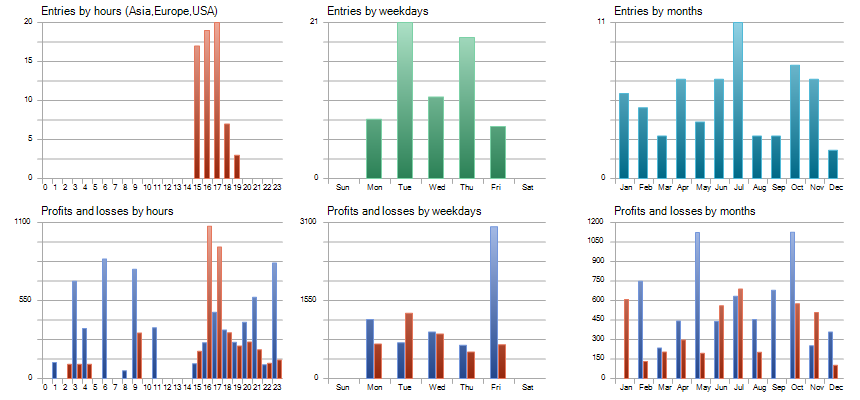 Entries by hours (Asia,Europe,USA)
20
15
10
5
0
0 1 2 3 4 5 6 7 8 9 10 11 12 13 14 15 16 17 18 19 20 21 22 23
Entries by weekdays
21
0
Sun Mon Tue Wed Thu Fri Sat
Entries by months
11
0
Jan Feb Mar Apr May Jun Jul Aug Sep Oct Nov Dec
Profits and losses by hours
1100
550
0
0 1 2 3 4 5 6 7 8 9 10 11 12 13 14 15 16 17 18 19 20 21 22 23
Profits and losses by weekdays
3100
1550
0
Sun Mon Tue Wed Thu Fri Sat
Profits and losses by months
1200
1050
900
750
600
450
300
150
0
Jan Feb Mar Apr May Jun Jul Aug Sep Oct Nov Dec